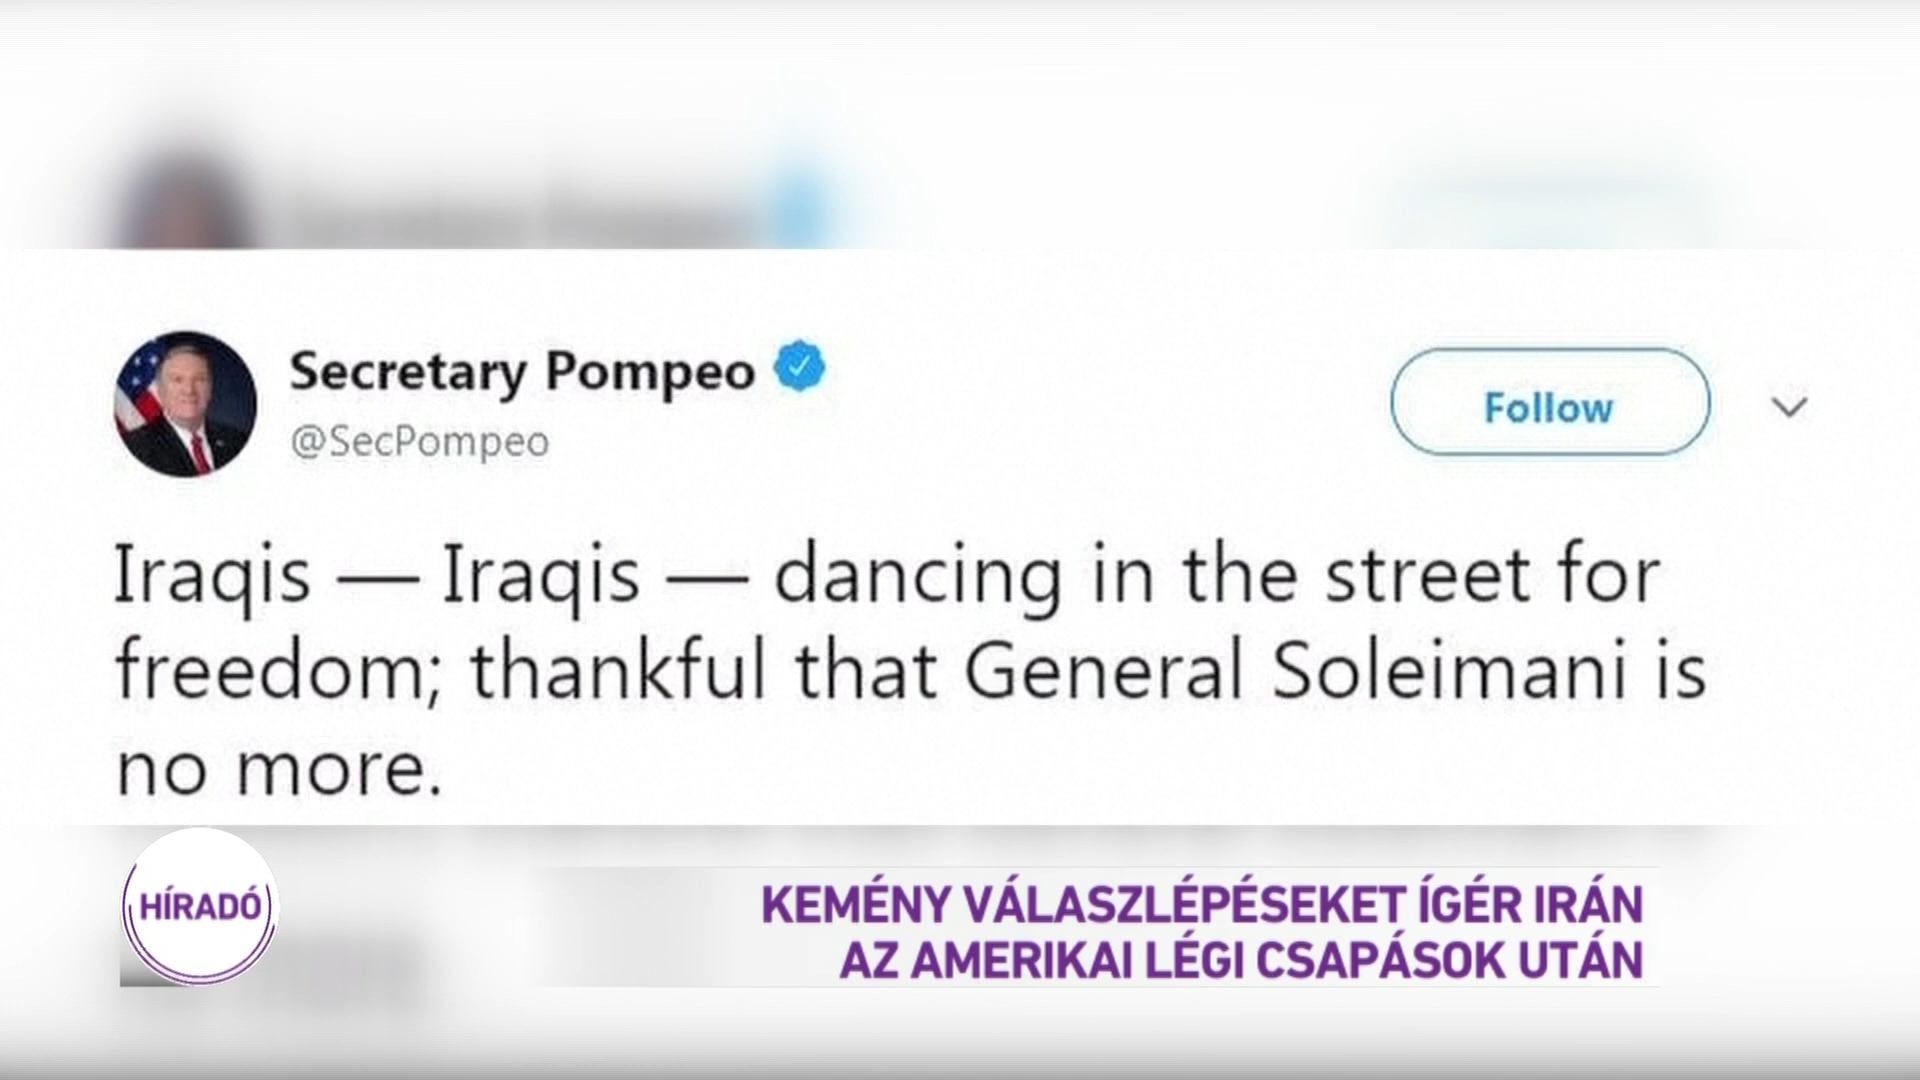 Secretary Pompeo
@SecPompeo
Follow
Iraqis — Iraqis — dancing in the street for
freedom; thankful that General Soleimani is
no more.
HÍRADÓ
KEMÉNY VÁLASZLÉPÉSEKET ÍGÉR IRÁN
AZ AMERIKAI LÉGI CSAPÁSOK UTÁN